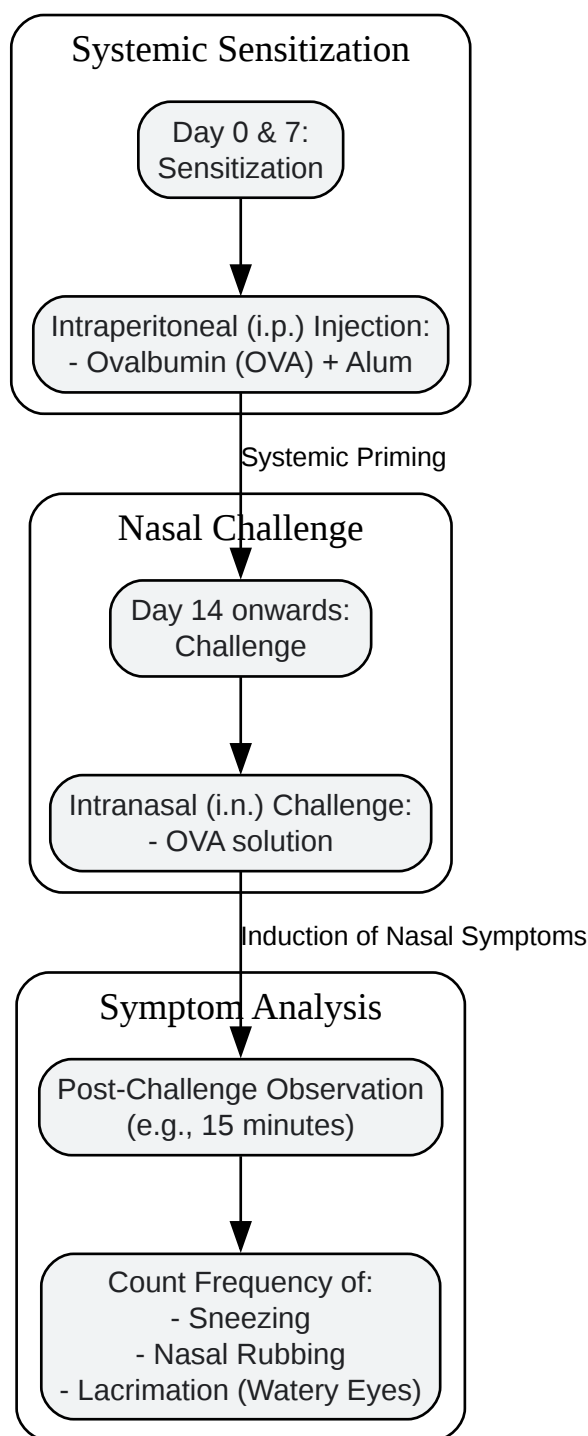 Systemic Sensitization
Day 0 & 7:
Sensitization
Intraperitoneal (i.p.) Injection:
- Ovalbumin (OVA) + Alum
Systemic Priming
Nasal Challenge
Day 14 onwards:
Challenge
Intranasal (i.n.) Challenge:
- OVA solution
Induction of Nasal Symptoms
Symptom Analysis
Post-Challenge Observation
(e.g., 15 minutes)
Count Frequency of:
- Sneezing
- Nasal Rubbing
- Lacrimation (Watery Eyes)